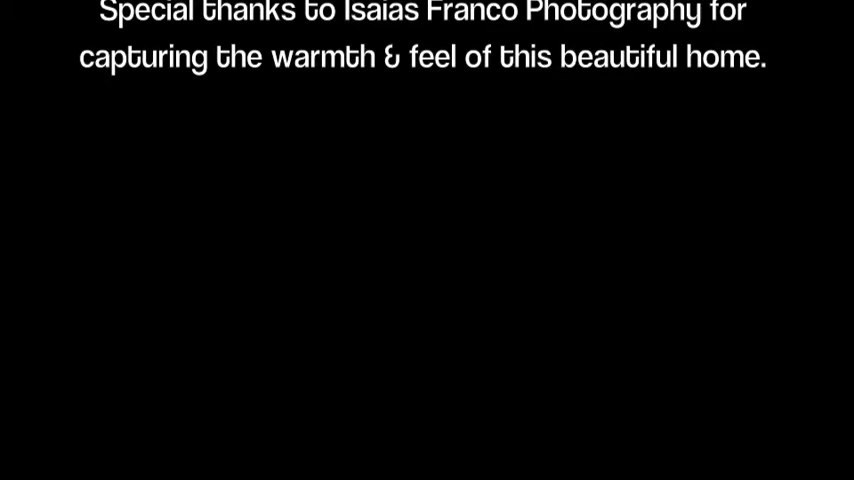 Special thanks to Isaias Franco Photography for
capturing the warmth & feel of this beautiful home.